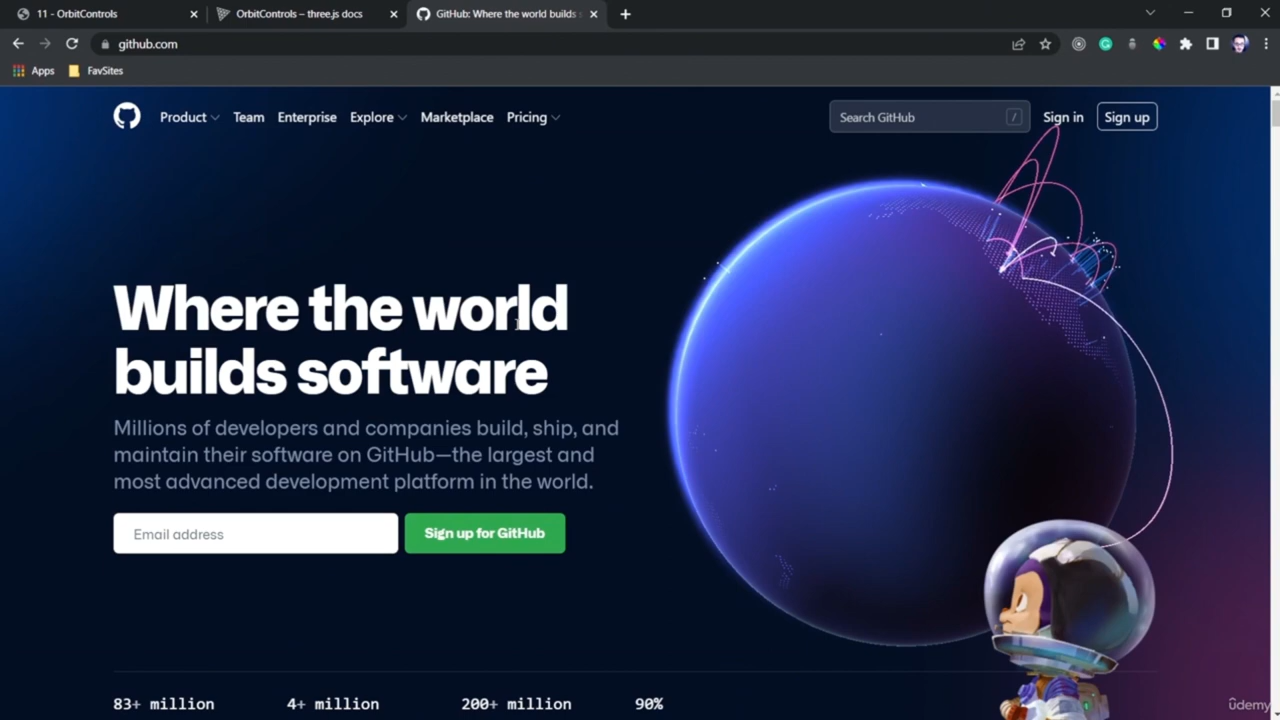 11 - OrbitControls
OrbitControls – three.js docs
GitHub: Where the world builds s
github.com
Apps
FavSites
Product
Team
Enterprise
Explore
Marketplace
Pricing
Search GitHub
/
Sign in
Sign up
Where the world
builds software
Millions of developers and companies build, ship, and
maintain their software on GitHub—the largest and
most advanced development platform in the world.
Email address
Sign up for GitHub
83+ million
4+ million
200+ million
90%
ûdemy